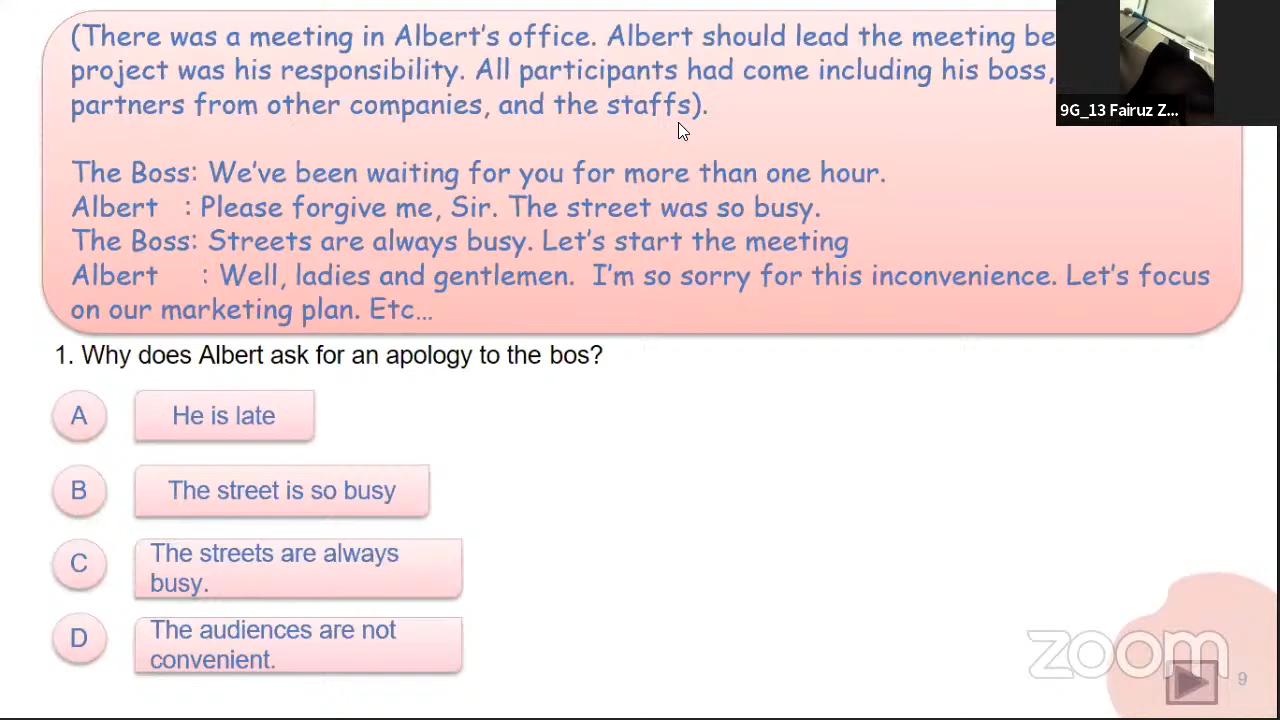 (There was a meeting in Albert's office. Albert should lead the meeting be
project was his responsibility. All participants had come including his boss,
partners from other companies, and the staffs).
9G_13 Fairuz Z...
The Boss: We've been waiting for you for more than one hour.
Albert : Please forgive me, Sir. The street was so busy.
The Boss: Streets are always busy. Let's start the meeting
Albert : Well, ladies and gentlemen. I'm so sorry for this inconvenience. Let's focus
on our marketing plan. Etc...
1. Why does Albert ask for an apology to the bos?
A He is late
B The street is so busy
C The streets are always
busy.
D The audiences are not
convenient.
zoom
9